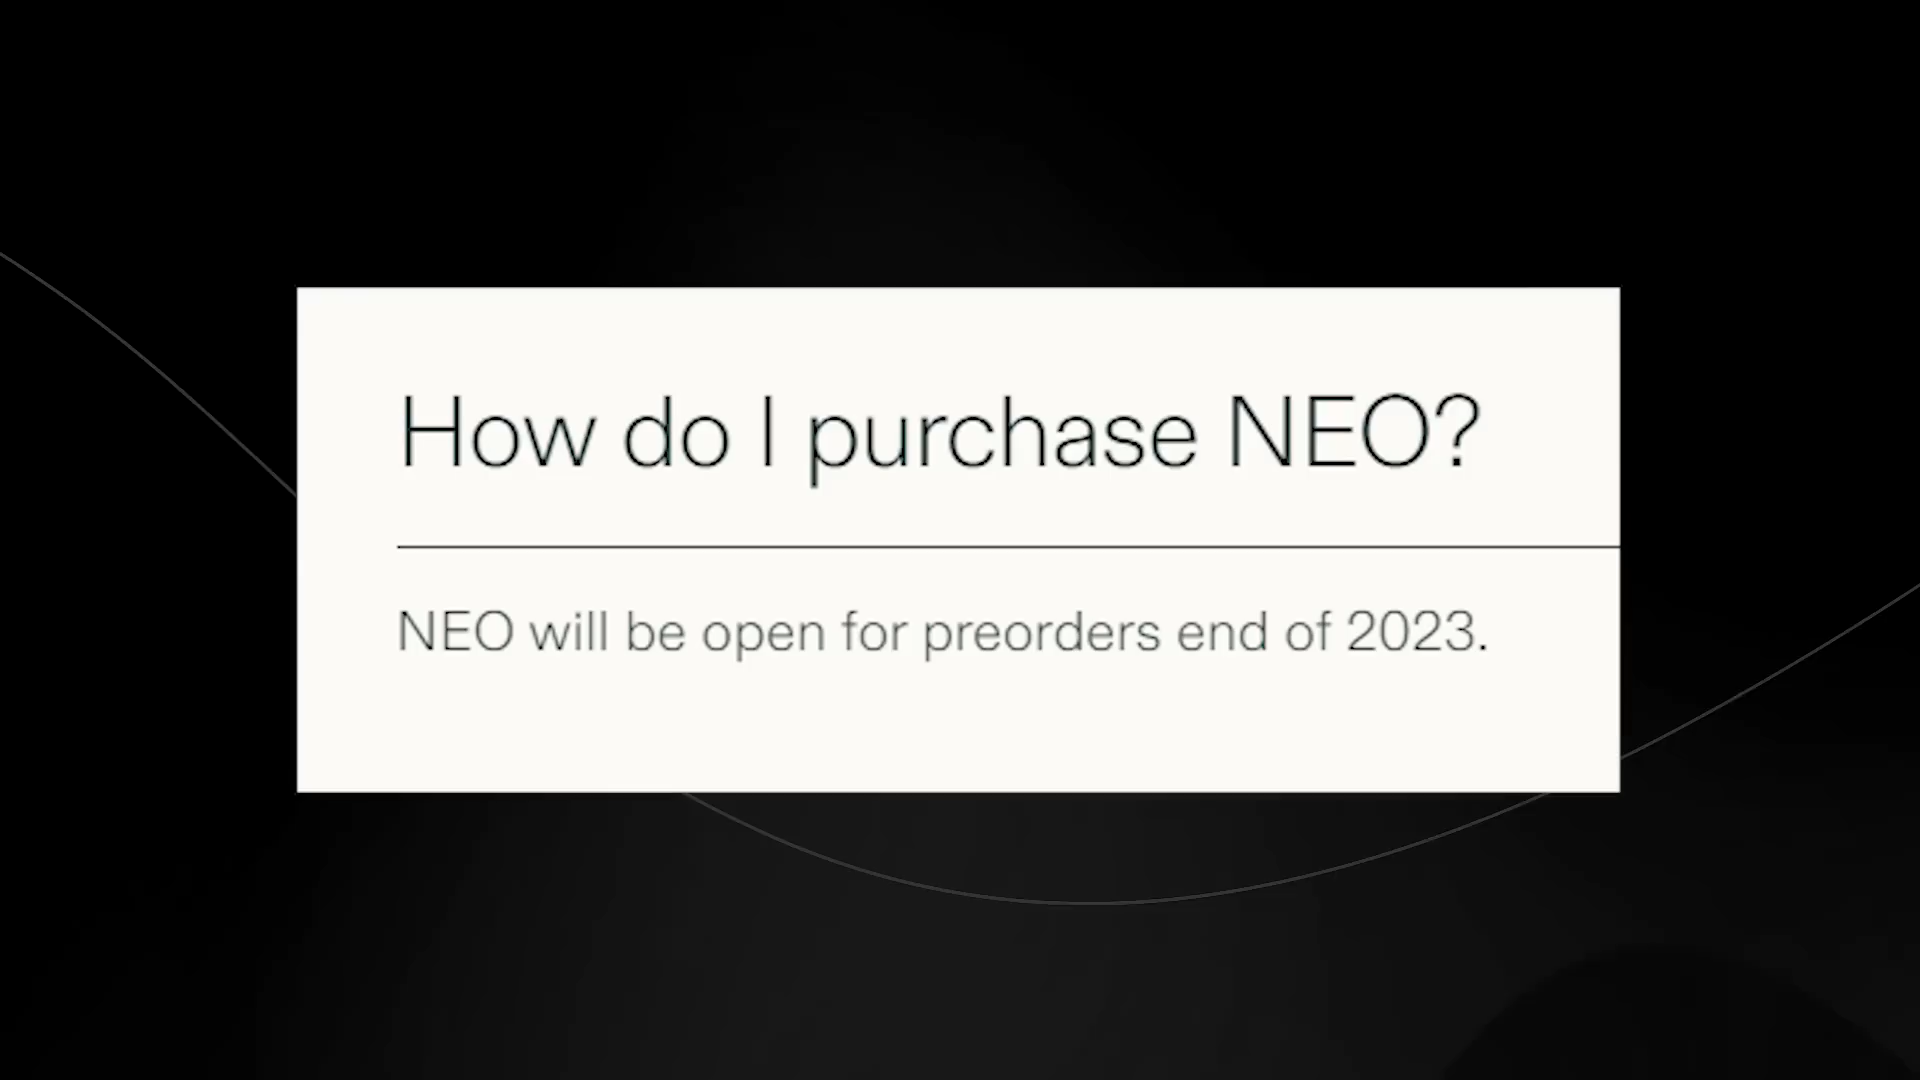 How do I purchase NEO?
NEO will be open for preorders end of 2023.